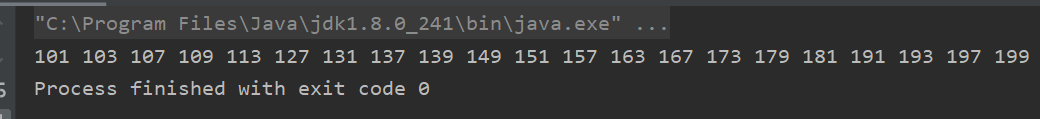 "C:\Program Files\Java\jdk1.8.0_241\bin\java.exe" ...
101 103 107 109 113 127 131 137 139 149 151 157 163 167 173 179 181 191 193 197 199
Process finished with exit code 0